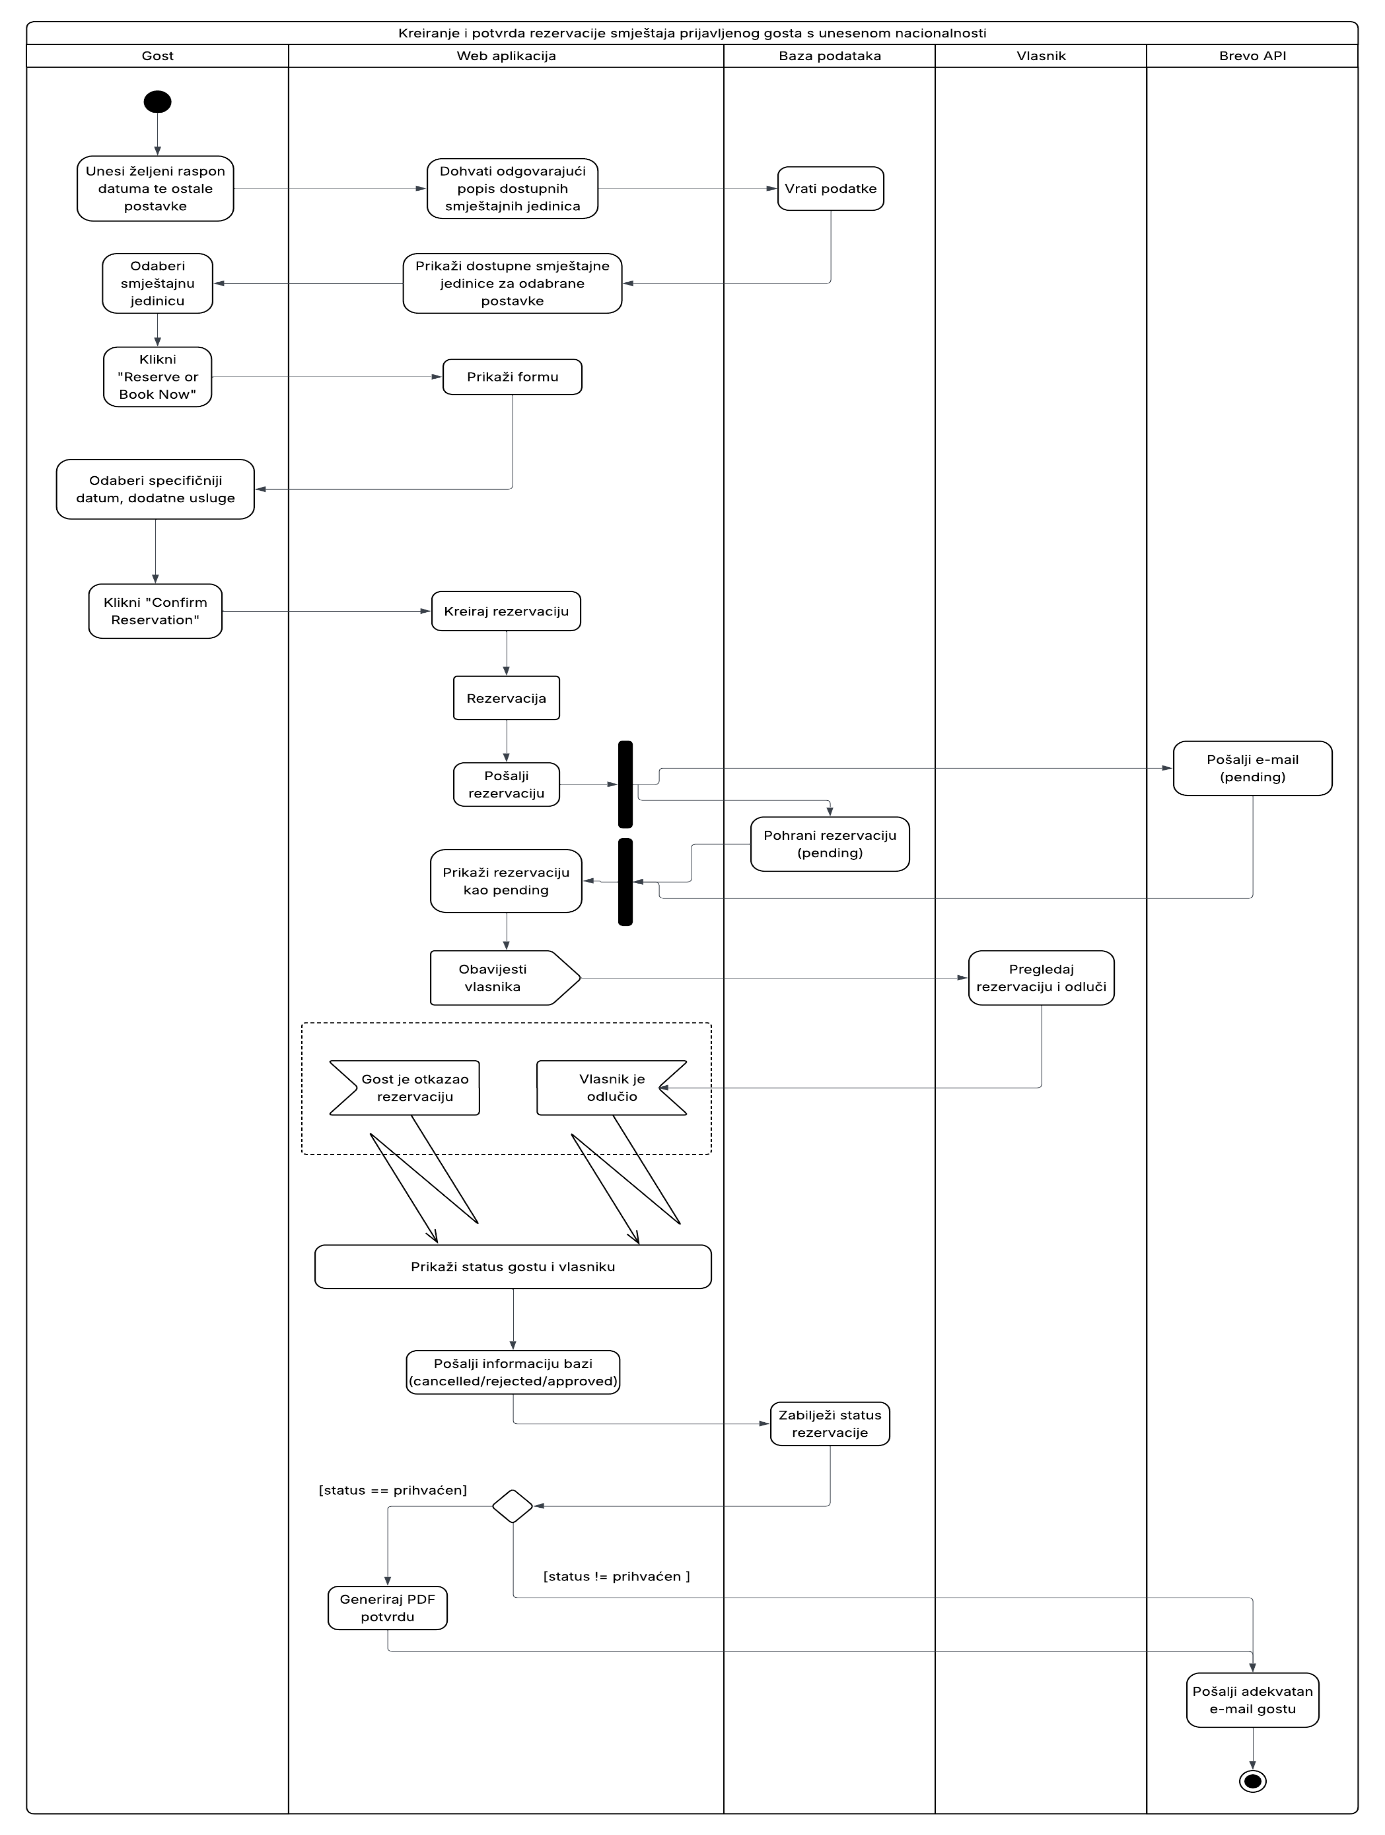 Kreiranje i potvrda rezervacije smještaja prijavljenog gosta s unesenom nacionalnosti
Gost
Web aplikacija
Baza podataka
Vlasnik
Brevo API
Unesi željeni raspon
datuma te ostale
postavke
Dohvati odgovarajući
popis dostupnih
smještajnih jedinica
Vrati podatke
Odaberi
smještajnu
jedinicu
Prikaži dostupne smještajne
jedinice za odabrane
postavke
Klikni
"Reserve or
Book Now"
Prikaži formu
Odaberi specifičniji
datum, dodatne usluge
Klikni "Confirm
Reservation"
Kreiraj rezervaciju
Rezervacija
Pošalji
rezervaciju
Pošalji e-mail
(pending)
Pohrani rezervaciju
(pending)
Prikaži rezervaciju
kao pending
Obavijesti
vlasnika
Pregledaj
rezervaciju i odluči
Gost je otkazao
rezervaciju
Vlasnik je
odlučio
Prikaži status gostu i vlasniku
Pošalji informaciju bazi
(cancelled/rejected/approved)
Zabilježi status
rezervacije
[status == prihvaćen]
[status != prihvaćen ]
Generiraj PDF
potvrdu
Pošalji adekvatan
e-mail gostu